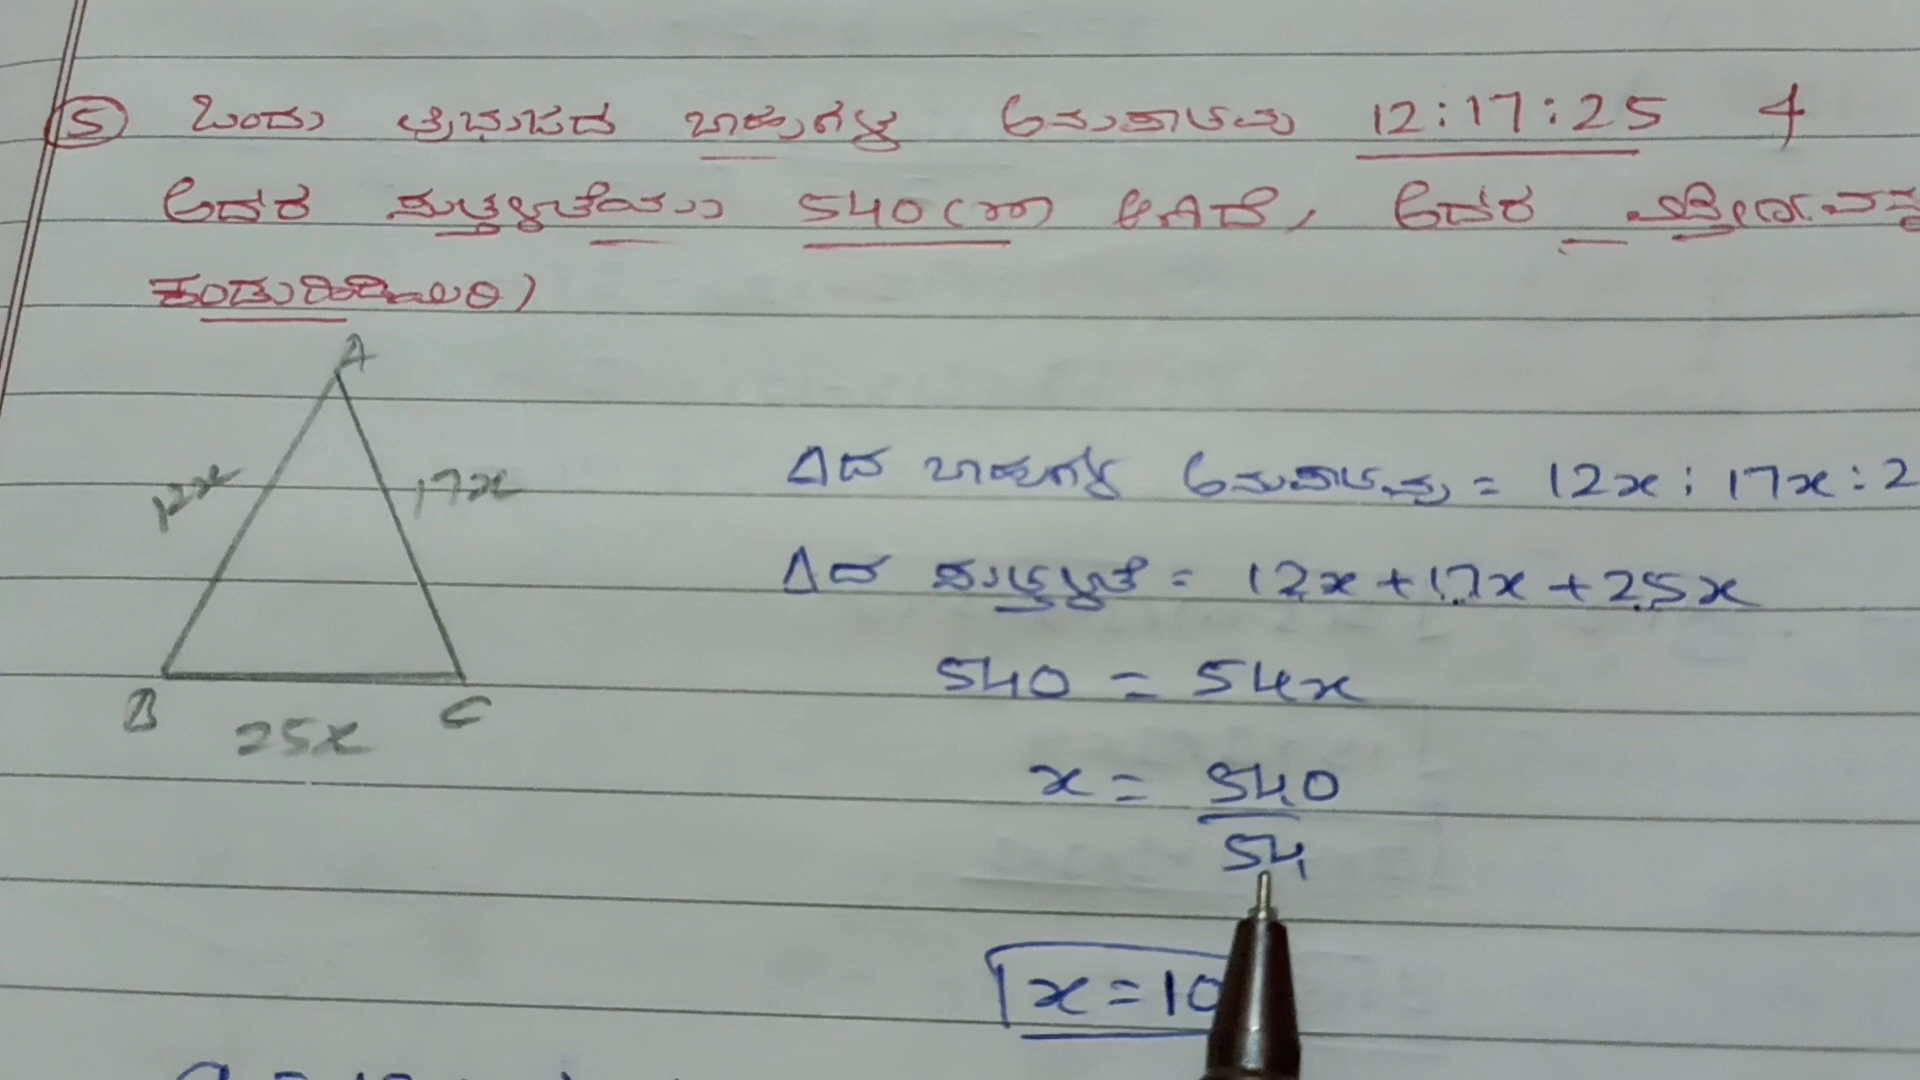 5 ಒಂದು ತ್ರಿಭುಜದ ಬಾಹುಗಳ ಅನುಪಾತವು 12:17:25 &
ಅದರ ಸುತ್ತಳತೆಯು 540cm ಆಗಿದೆ, ಅದರ ವಿಸ್ತೀರ್ಣವನ್ನು
ಕಂಡುಹಿಡಿಯಿರಿ)
A
12x
17x
B
C
25x
Δದ ಬಾಹುಗಳ ಅನುಪಾತವು = 12x : 17x : 2
Δದ ಸುತ್ತಳತೆ = 12x + 17x + 25x
540 = 54x
x = 540
54
x = 10